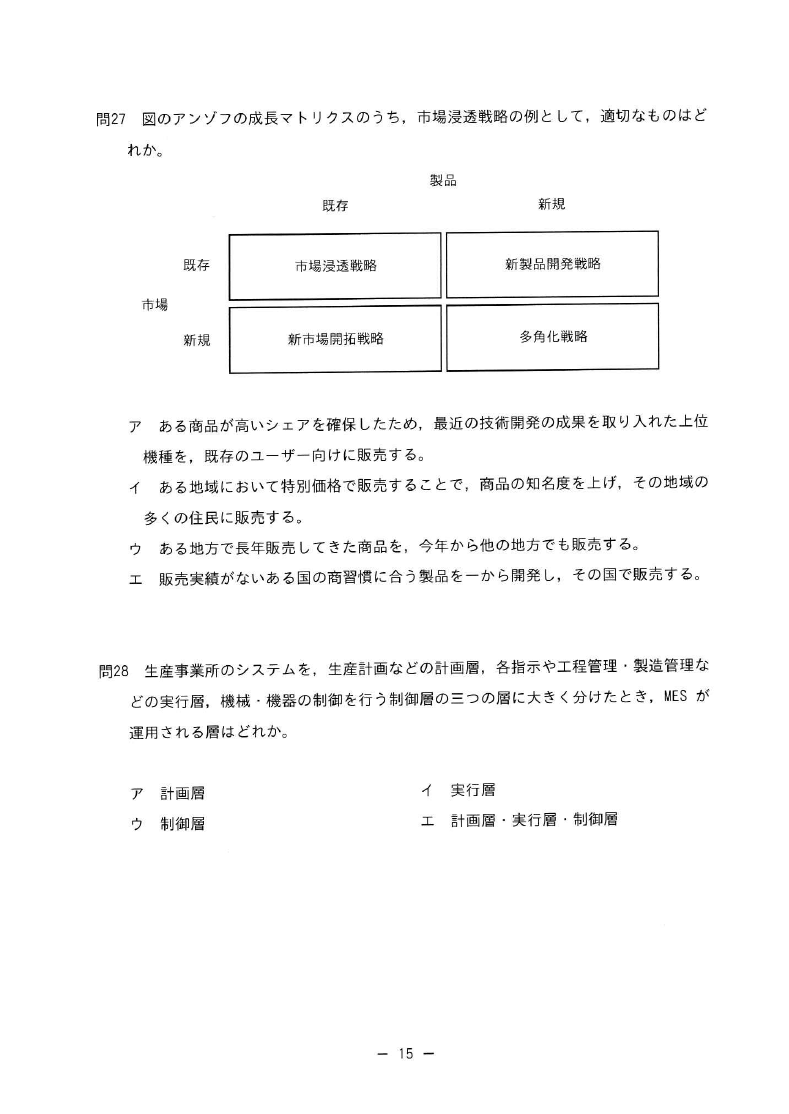 問27 図のアンゾフの成長マトリクスのうち，市場浸透戦略の例として，適切なものはど
れか。
製品
既存 新規
既存 市場浸透戦略 新製品開発戦略
市場
新規 新市場開拓戦略 多角化戦略
ア ある商品が高いシェアを確保したため，最近の技術開発の成果を取り入れた上位
機種を，既存のユーザー向けに販売する。
イ ある地域において特別価格で販売することで，商品の知名度を上げ，その地域の
多くの住民に販売する。
ウ ある地方で長年販売してきた商品を，今年から他の地方でも販売する。
エ 販売実績がないある国の商習慣に合う製品を一から開発し，その国で販売する。
問28 生産事業所のシステムを，生産計画などの計画層，各指示や工程管理・製造管理な
どの実行層，機械・機器の制御を行う制御層の三つの層に大きく分けたとき，MES が
運用される層はどれか。
ア 計画層 イ 実行層
ウ 制御層 エ 計画層・実行層・制御層
－ 15 －